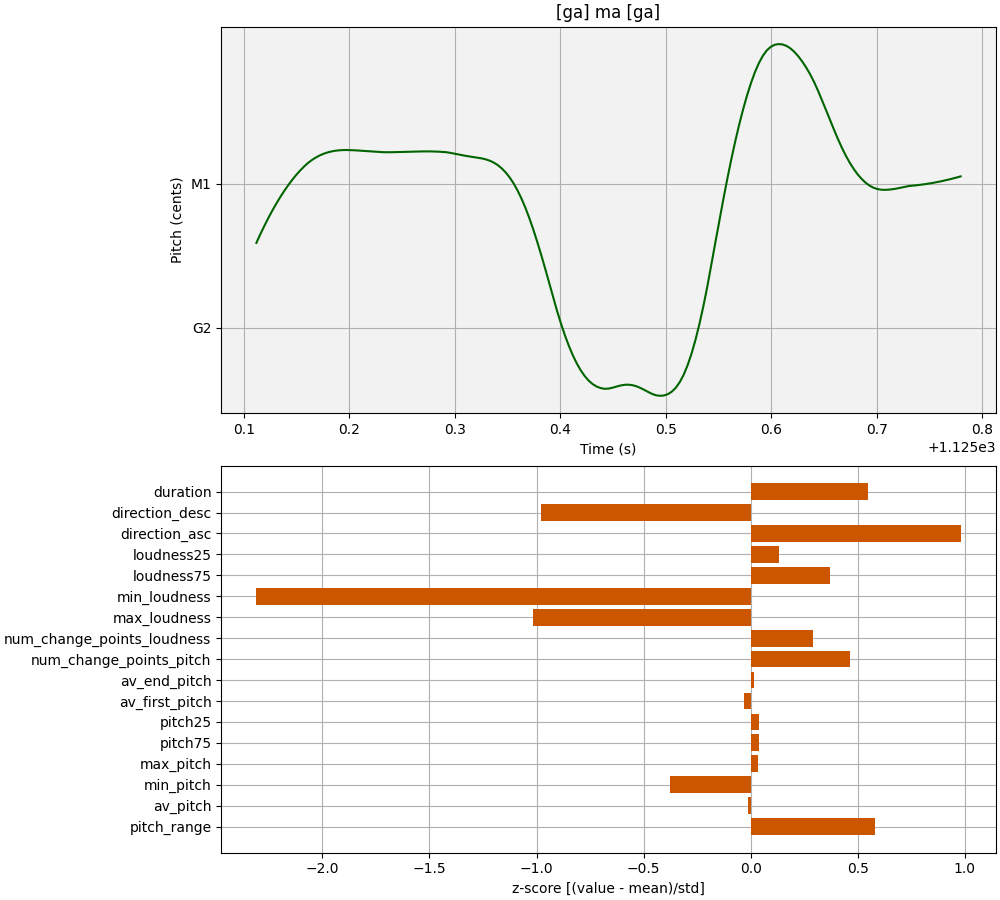 [ga] ma [ga]
Pitch (cents)
M1
G2
0.1 0.2 0.3 0.4 0.5 0.6 0.7 0.8
Time (s)
+1.125e3
duration
direction_desc
direction_asc
loudness25
loudness75
min_loudness
max_loudness
num_change_points_loudness
num_change_points_pitch
av_end_pitch
av_first_pitch
pitch25
pitch75
max_pitch
min_pitch
av_pitch
pitch_range
−2.0 −1.5 −1.0 −0.5 0.0 0.5 1.0
z-score [(value - mean)/std]